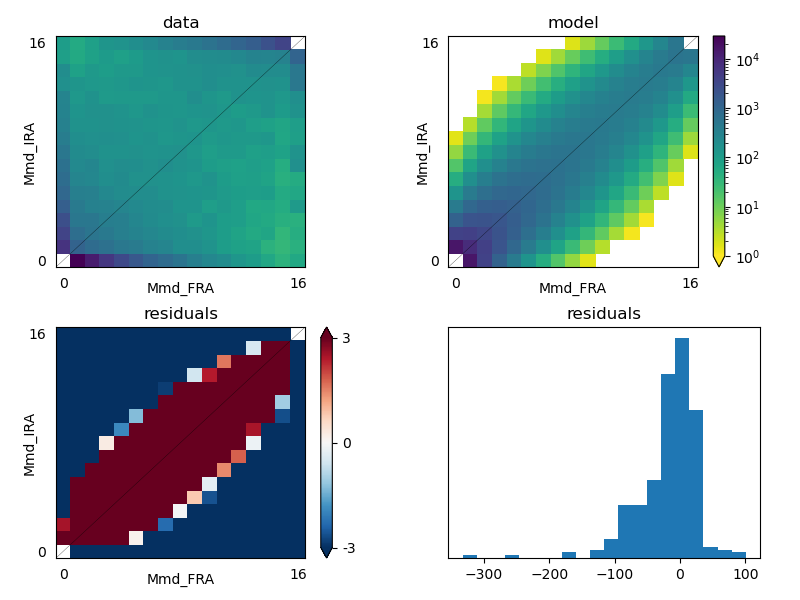 data
16
Mmd_IRA
0
0
16
Mmd_FRA
model
16
Mmd_IRA
0
0
16
Mmd_FRA
10^4
10^3
10^2
10^1
10^0
residuals
16
Mmd_IRA
0
0
16
Mmd_FRA
3
0
-3
residuals
−300
−200
−100
0
100